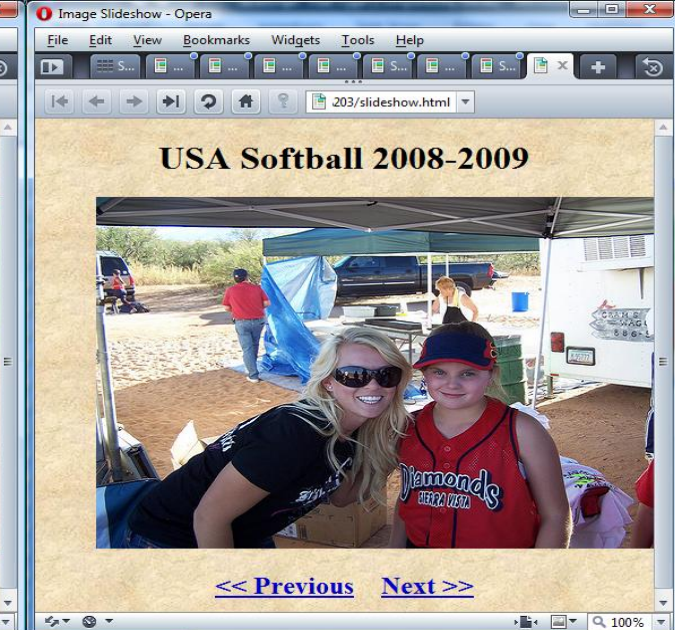 Image Slideshow - Opera
File Edit View Bookmarks Widgets Tools Help
S... ... ... ... ... S... ... S...
203/slideshow.html
USA Softball 2008-2009
Diamonds
SIERRA VISTA
<< Previous Next >>
100%